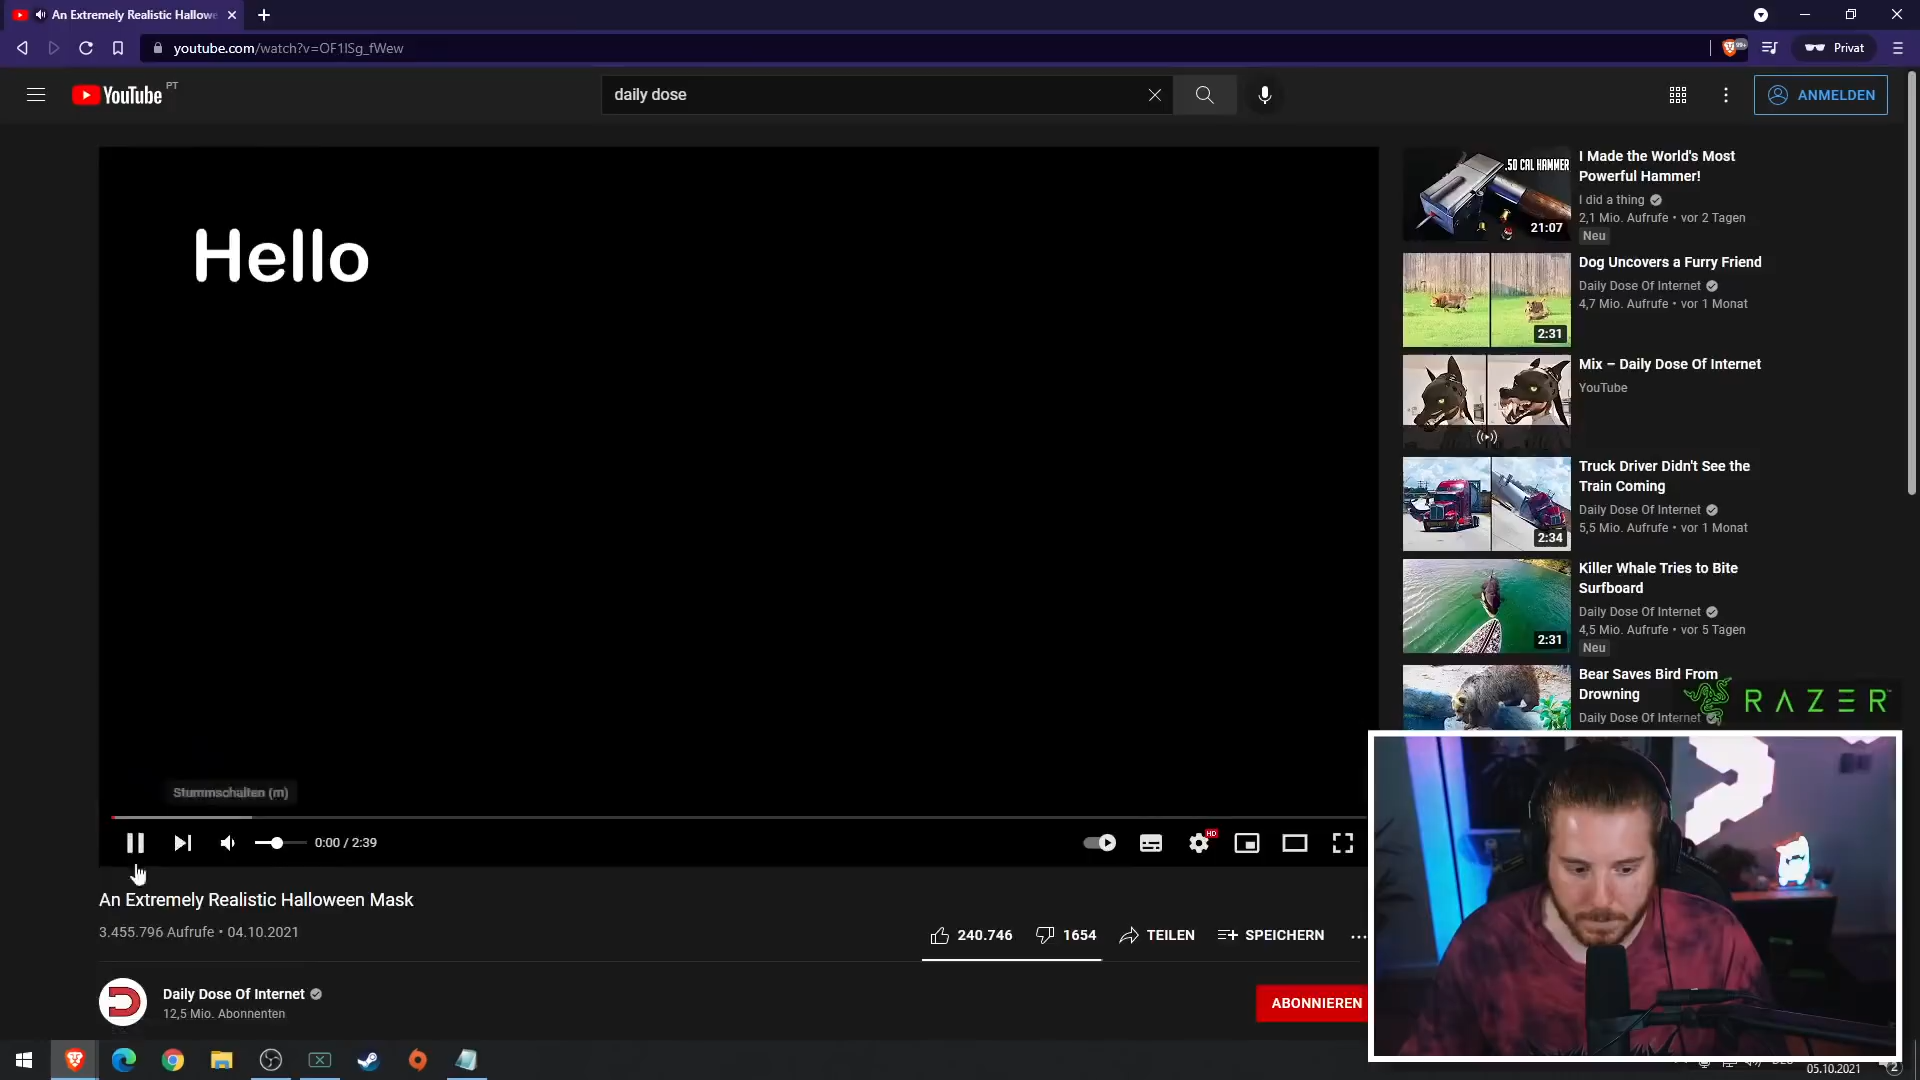 An Extremely Realistic Hallowe
youtube.com/watch?v=OF1ISg_fWew
99+
Privat
YouTube PT
daily dose
ANMELDEN
Hello
Stummschalten (m)
0:00 / 2:39
HD
An Extremely Realistic Halloween Mask
3.455.796 Aufrufe • 04.10.2021
240.746
1654
TEILEN
SPEICHERN
Daily Dose Of Internet
12,5 Mio. Abonnenten
ABONNIEREN
.50 CAL HAMMER
21:07
I Made the World's Most
Powerful Hammer!
I did a thing
2,1 Mio. Aufrufe • vor 2 Tagen
Neu
2:31
Dog Uncovers a Furry Friend
Daily Dose Of Internet
4,7 Mio. Aufrufe • vor 1 Monat
Mix – Daily Dose Of Internet
YouTube
2:34
Truck Driver Didn't See the
Train Coming
Daily Dose Of Internet
5,5 Mio. Aufrufe • vor 1 Monat
2:31
Killer Whale Tries to Bite
Surfboard
Daily Dose Of Internet
4,5 Mio. Aufrufe • vor 5 Tagen
Neu
Bear Saves Bird From
Drowning
Daily Dose Of Internet
RAZER
05.10.2021
2